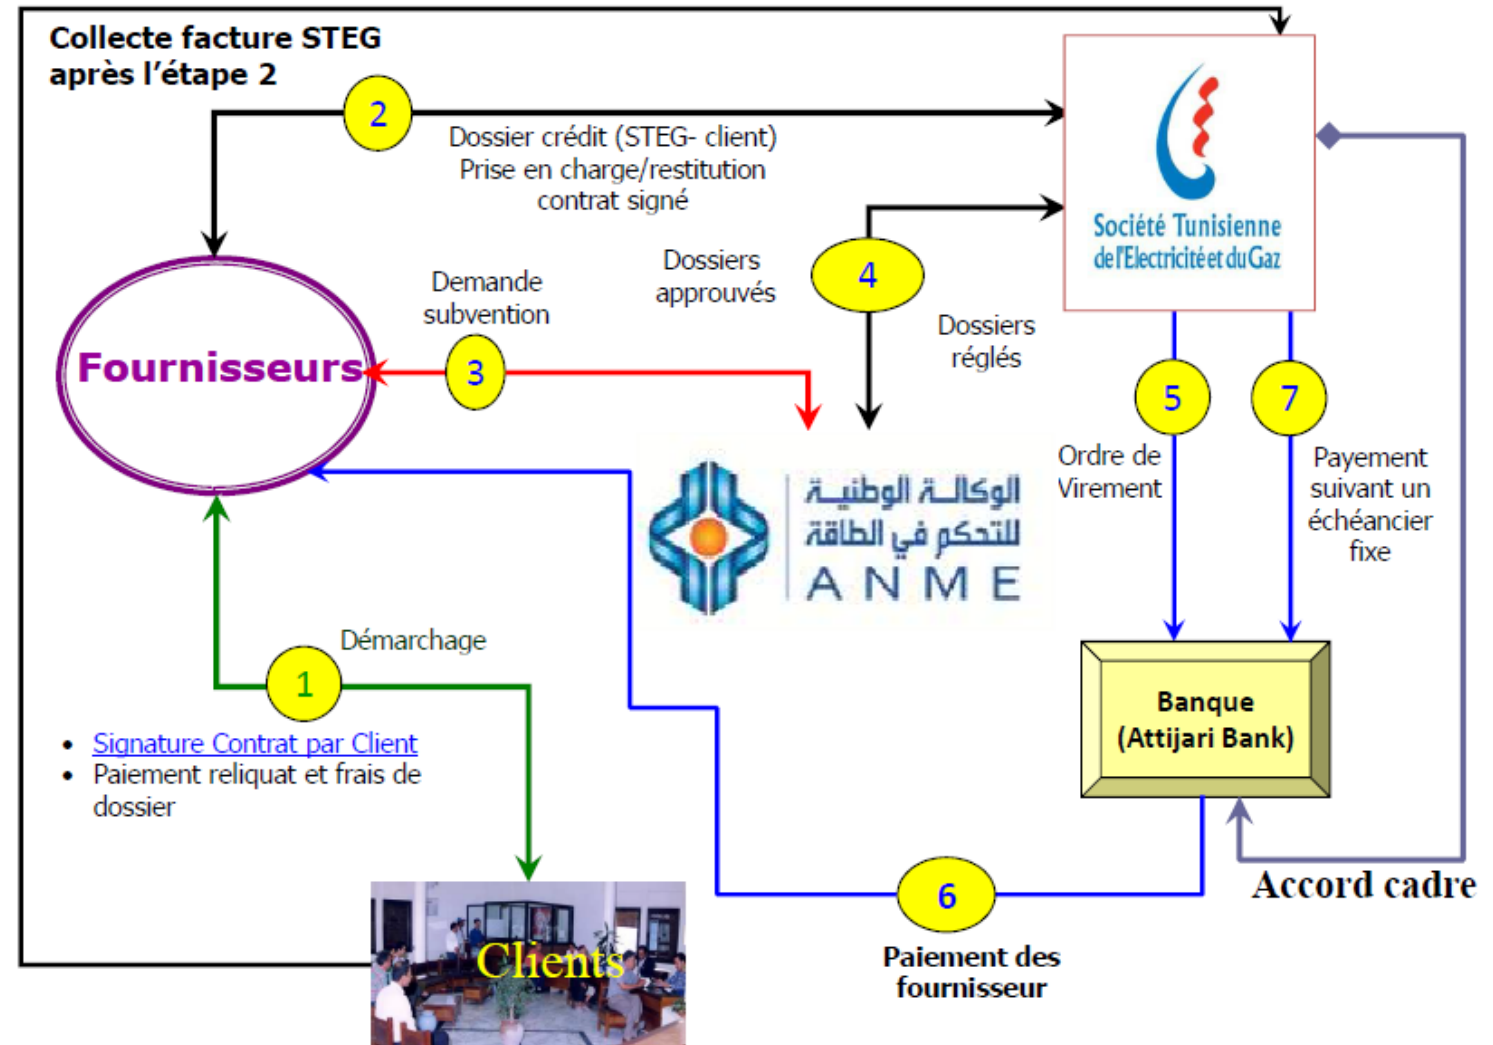 Collecte facture STEG
après l'étape 2
2
Dossier crédit (STEG- client)
Prise en charge/restitution
contrat signé
Société Tunisienne
de l'Electricité et du Gaz
Demande
subvention
3
Dossiers
approuvés
4
Dossiers
réglés
Fournisseurs
5
7
Ordre de
Virement
Payement
suivant un
échéancier
fixe
الوكالة الوطنية
للتحكم في الطاقة
ANME
Démarchage
1
• Signature Contrat par Client
• Paiement reliquat et frais de
dossier
Banque
(Attijari Bank)
Accord cadre
6
Paiement des
fournisseur
Clients